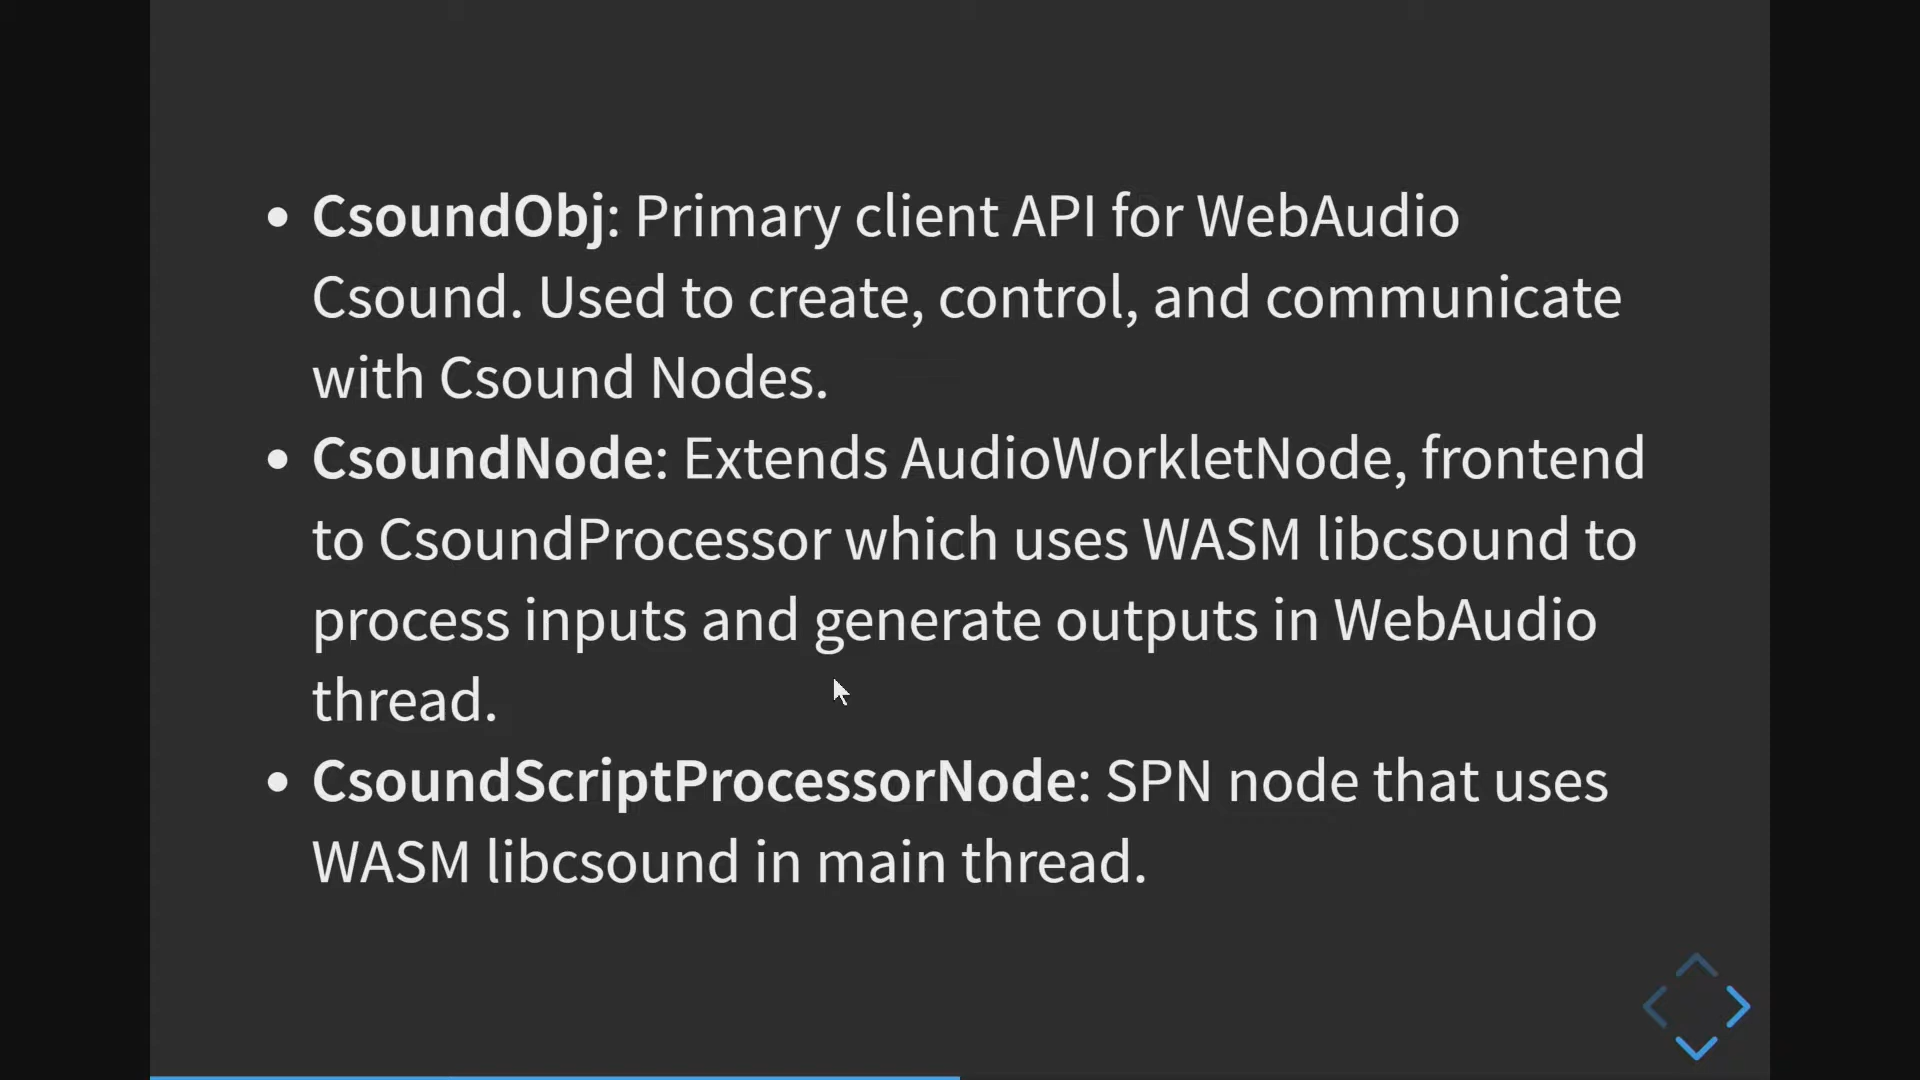 • CsoundObj: Primary client API for WebAudio
Csound. Used to create, control, and communicate
with Csound Nodes.
• CsoundNode: Extends AudioWorkletNode, frontend
to CsoundProcessor which uses WASM libcsound to
process inputs and generate outputs in WebAudio
thread.
• CsoundScriptProcessorNode: SPN node that uses
WASM libcsound in main thread.